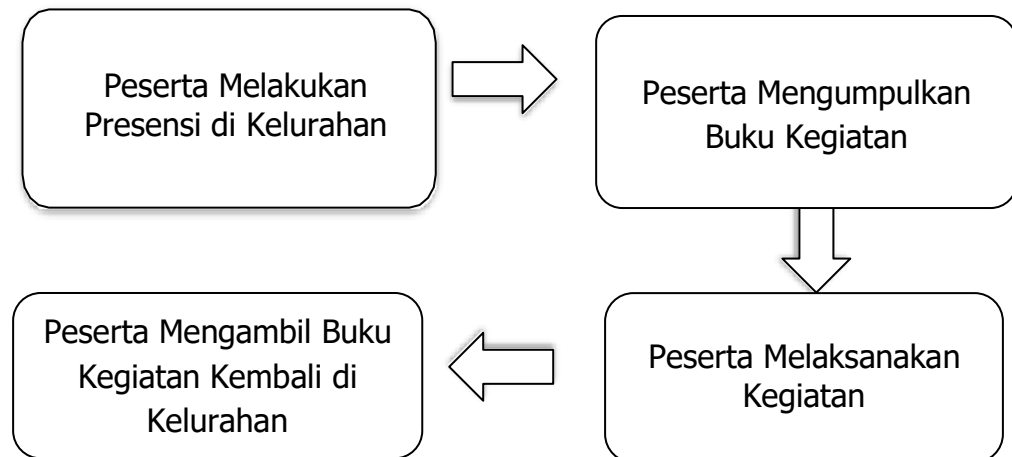 Peserta Melakukan
Presensi di Kelurahan
Peserta Mengumpulkan
Buku Kegiatan
Peserta Melaksanakan
Kegiatan
Peserta Mengambil Buku
Kegiatan Kembali di
Kelurahan